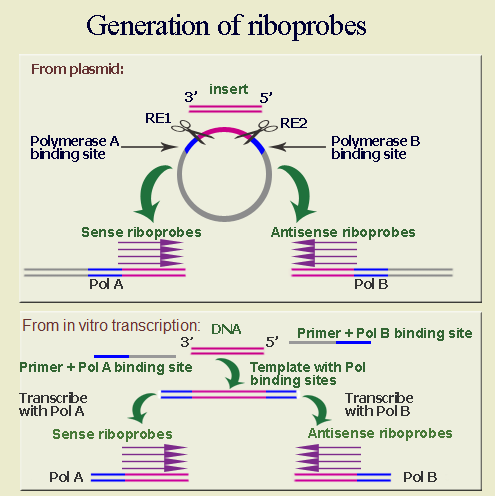 Generation of riboprobes
From plasmid:
insert
3’ 5’
RE1 RE2
Polymerase A
binding site
Polymerase B
binding site
Sense riboprobes
Antisense riboprobes
Pol A
Pol B
From in vitro transcription:
3’ DNA 5’
Primer + Pol B binding site
Primer + Pol A binding site
Template with Pol
binding sites
Transcribe
with Pol A
Transcribe
with Pol B
Sense riboprobes
Antisense riboprobes
Pol A
Pol B